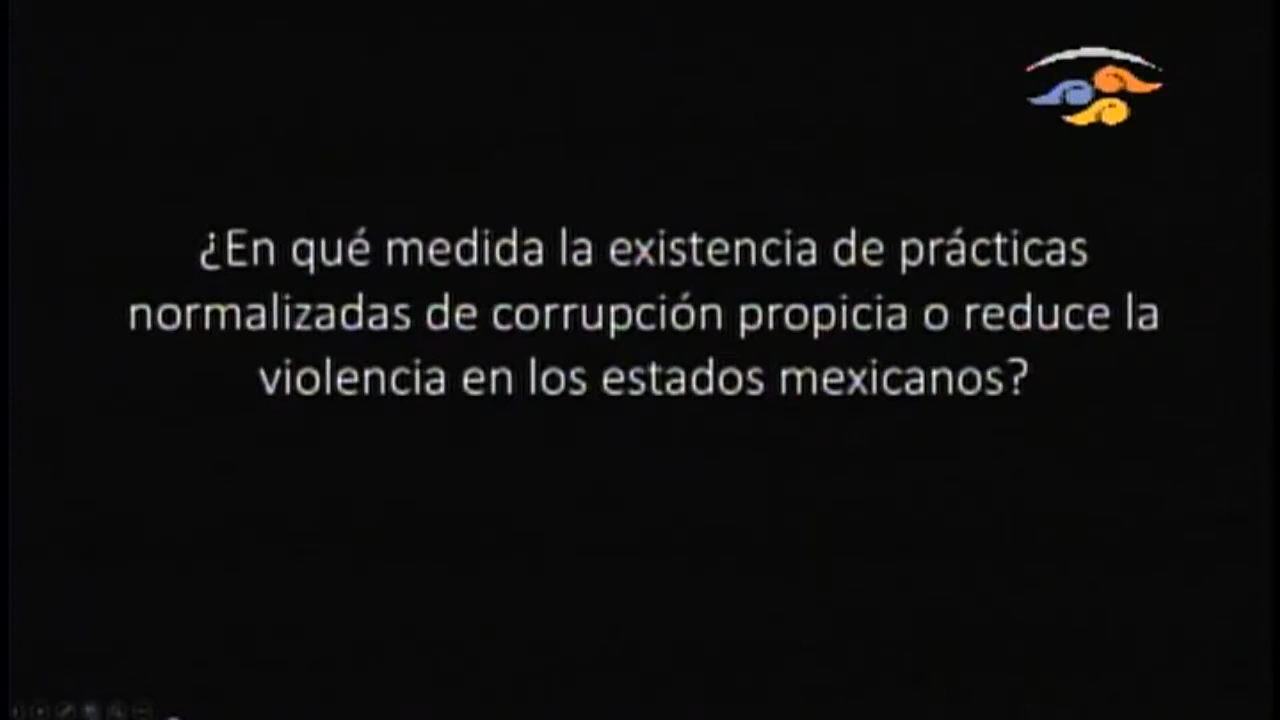 ¿En qué medida la existencia de prácticas
normalizadas de corrupción propicia o reduce la
violencia en los estados mexicanos?